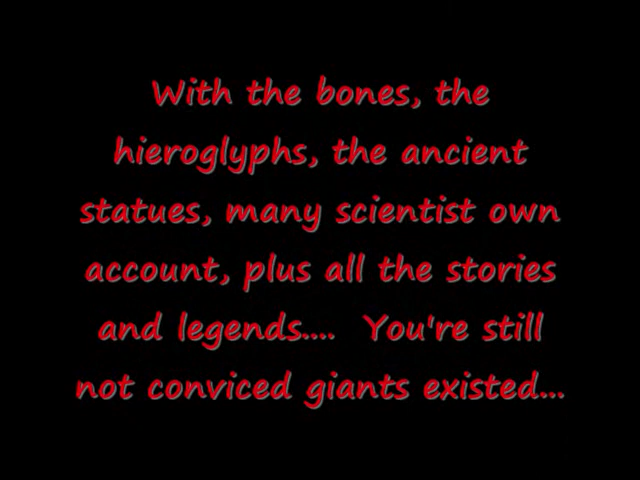 With the bones, the
hieroglyphs, the ancient
statues, many scientist own
account, plus all the stories
and legends....  You're still
not conviced giants existed...